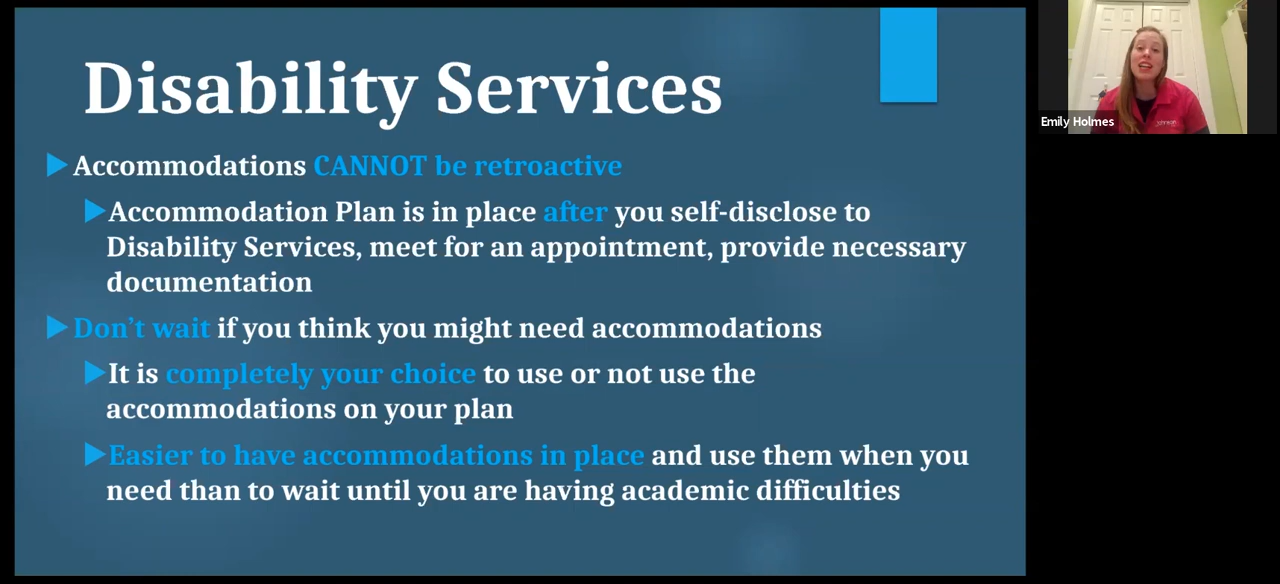 Disability Services
Accommodations CANNOT be retroactive
Accommodation Plan is in place after you self-disclose to
Disability Services, meet for an appointment, provide necessary
documentation
Don’t wait if you think you might need accommodations
It is completely your choice to use or not use the
accommodations on your plan
Easier to have accommodations in place and use them when you
need than to wait until you are having academic difficulties
Emily Holmes